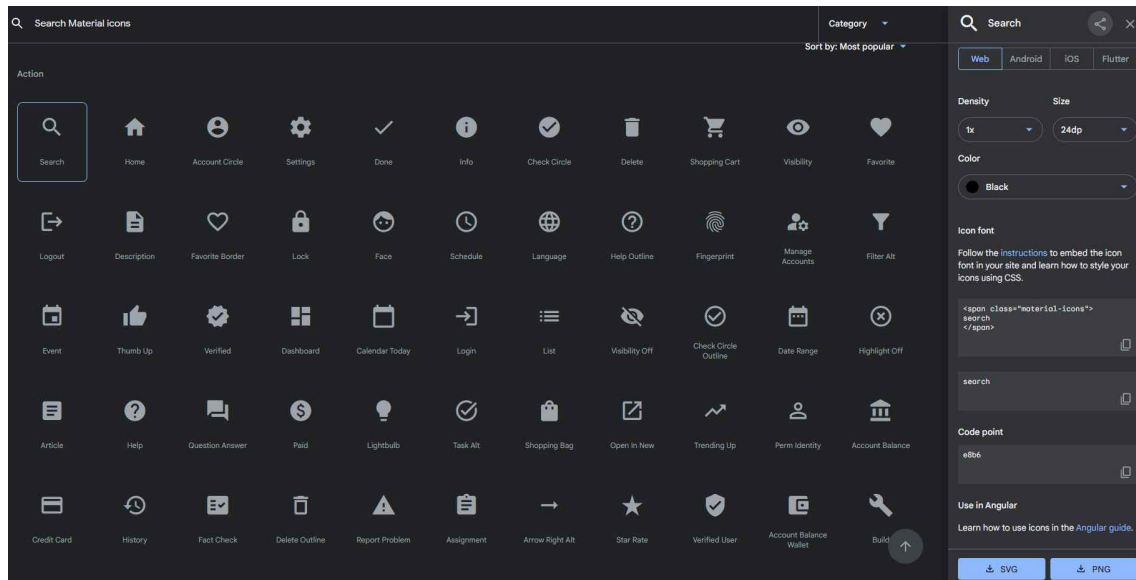 Search Material icons
Category
Sort by: Most popular
Action
Search
Home
Account Circle
Settings
Done
Info
Check Circle
Delete
Shopping Cart
Visibility
Favorite
Logout
Description
Favorite Border
Lock
Face
Schedule
Language
Help Outline
Fingerprint
Manage
Accounts
Filter Alt
Event
Thumb Up
Verified
Dashboard
Calendar Today
Login
List
Visibility Off
Check Circle
Outline
Date Range
Highlight Off
Article
Help
Question Answer
Paid
Lightbulb
Task Alt
Shopping Bag
Open In New
Trending Up
Perm Identity
Account Balance
Credit Card
History
Fact Check
Delete Outline
Report Problem
Assignment
Arrow Right Alt
Star Rate
Verified User
Account Balance
Wallet
Build
Search
Web
Android
iOS
Flutter
Density
Size
1x
24dp
Color
Black
Icon font
Follow the instructions to embed the icon
font in your site and learn how to style your
icons using CSS.
<span class="material-icons">
search
</span>
search
Code point
e8b6
Use in Angular
Learn how to use icons in the Angular guide.
SVG
PNG